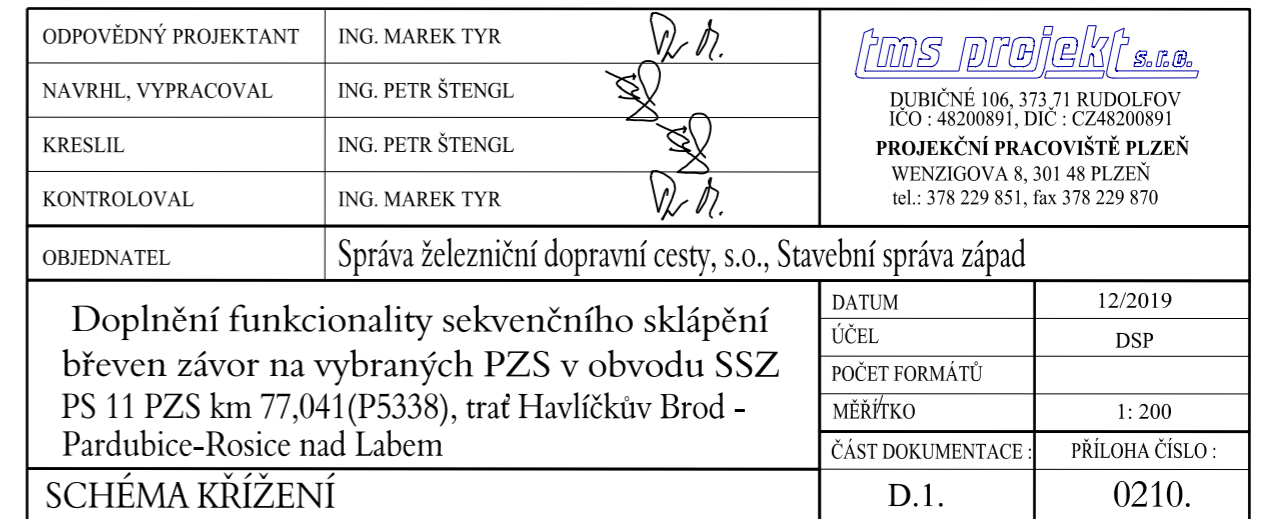 ODPOVĚDNÝ PROJEKTANT ING. MAREK TYR
NAVRHL, VYPRACOVAL ING. PETR ŠTENGL
KRESLIL ING. PETR ŠTENGL
KONTROLOVAL ING. MAREK TYR
tms projekt s.r.o.
DUBIČNÉ 106, 373 71 RUDOLFOV
IČO : 48200891, DIČ : CZ48200891
PROJEKČNÍ PRACOVIŠTĚ PLZEŇ
WENZIGOVA 8, 301 48 PLZEŇ
tel.: 378 229 851, fax 378 229 870
OBJEDNATEL Správa železniční dopravní cesty, s.o., Stavební správa západ
Doplnění funkcionality sekvenčního sklápění
břeven závor na vybraných PZS v obvodu SSZ
PS 11 PZS km 77,041(P5338), trať Havlíčkův Brod -
Pardubice-Rosice nad Labem
DATUM 12/2019
ÚČEL DSP
POČET FORMÁTŮ
MĚŘÍTKO 1: 200
ČÁST DOKUMENTACE : PŘÍLOHA ČÍSLO :
SCHÉMA KŘÍŽENÍ D.1. 0210.